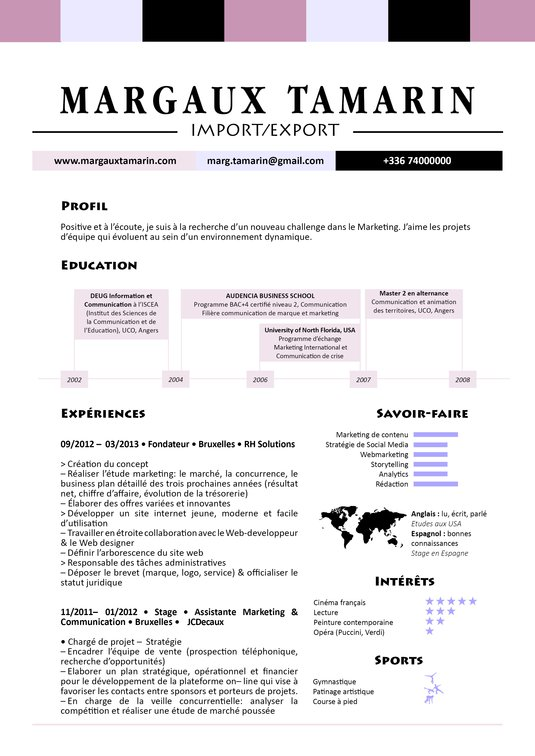 MARGAUX TAMARIN
IMPORT/EXPORT
www.margauxtamarin.com
marg.tamarin@gmail.com
+336 74000000
Profil
Positive et à l'écoute, je suis à la recherche d'un nouveau challenge dans le Marketing. J'aime les projets
d'équipe qui évoluent au sein d'un environnement dynamique.
Education
DEUG Information et
Communication à l'ISCEA
(Institut des Sciences de
la Communication et de
l'Education), UCO, Angers
AUDENCIA BUSINESS SCHOOL
Programme BAC+4 certifié niveau 2, Communication
Filière communication de marque et marketing
University of North Florida, USA
Programme d'échange
Marketing International et
Communication de crise
Master 2 en alternance
Communication et animation
des territoires, UCO, Angers
2002
2004
2006
2007
2008
Expériences
09/2012 – 03/2013 • Fondateur • Bruxelles • RH Solutions
> Création du concept
– Réaliser l'étude marketing: le marché, la concurrence, le
business plan détaillé des trois prochaines années (résultat
net, chiffre d'affaire, évolution de la trésorerie)
– Élaborer des offres variées et innovantes
> Développer un site internet jeune, moderne et facile
d'utilisation
– Travailler en étroite collaboration avec le Web-developpeur
& le Web designer
– Définir l'arborescence du site web
> Responsable des tâches administratives
– Déposer le brevet (marque, logo, service) & officialiser le
statut juridique
11/2011– 01/2012 • Stage • Assistante Marketing &
Communication • Bruxelles • JCDecaux
• Chargé de projet – Stratégie
– Encadrer l'équipe de vente (prospection téléphonique,
recherche d'opportunités)
– Elaborer un plan stratégique, opérationnel et financier
pour le développement de la plateforme on– line qui vise à
favoriser les contacts entre sponsors et porteurs de projets.
– En charge de la veille concurrentielle: analyser la
compétition et réaliser une étude de marché poussée
Savoir-faire
Marketing de contenu
Stratégie de Social Media
Webmarketing
Storytelling
Analytics
Rédaction
Anglais : lu, écrit, parlé
Etudes aux USA
Espagnol : bonnes
connaissances
Stage en Espagne
Intérêts
Cinéma français
Lecture
Peinture contemporaine
Opéra (Puccini, Verdi)
Sports
Gymnastique
Patinage artistique
Course à pied